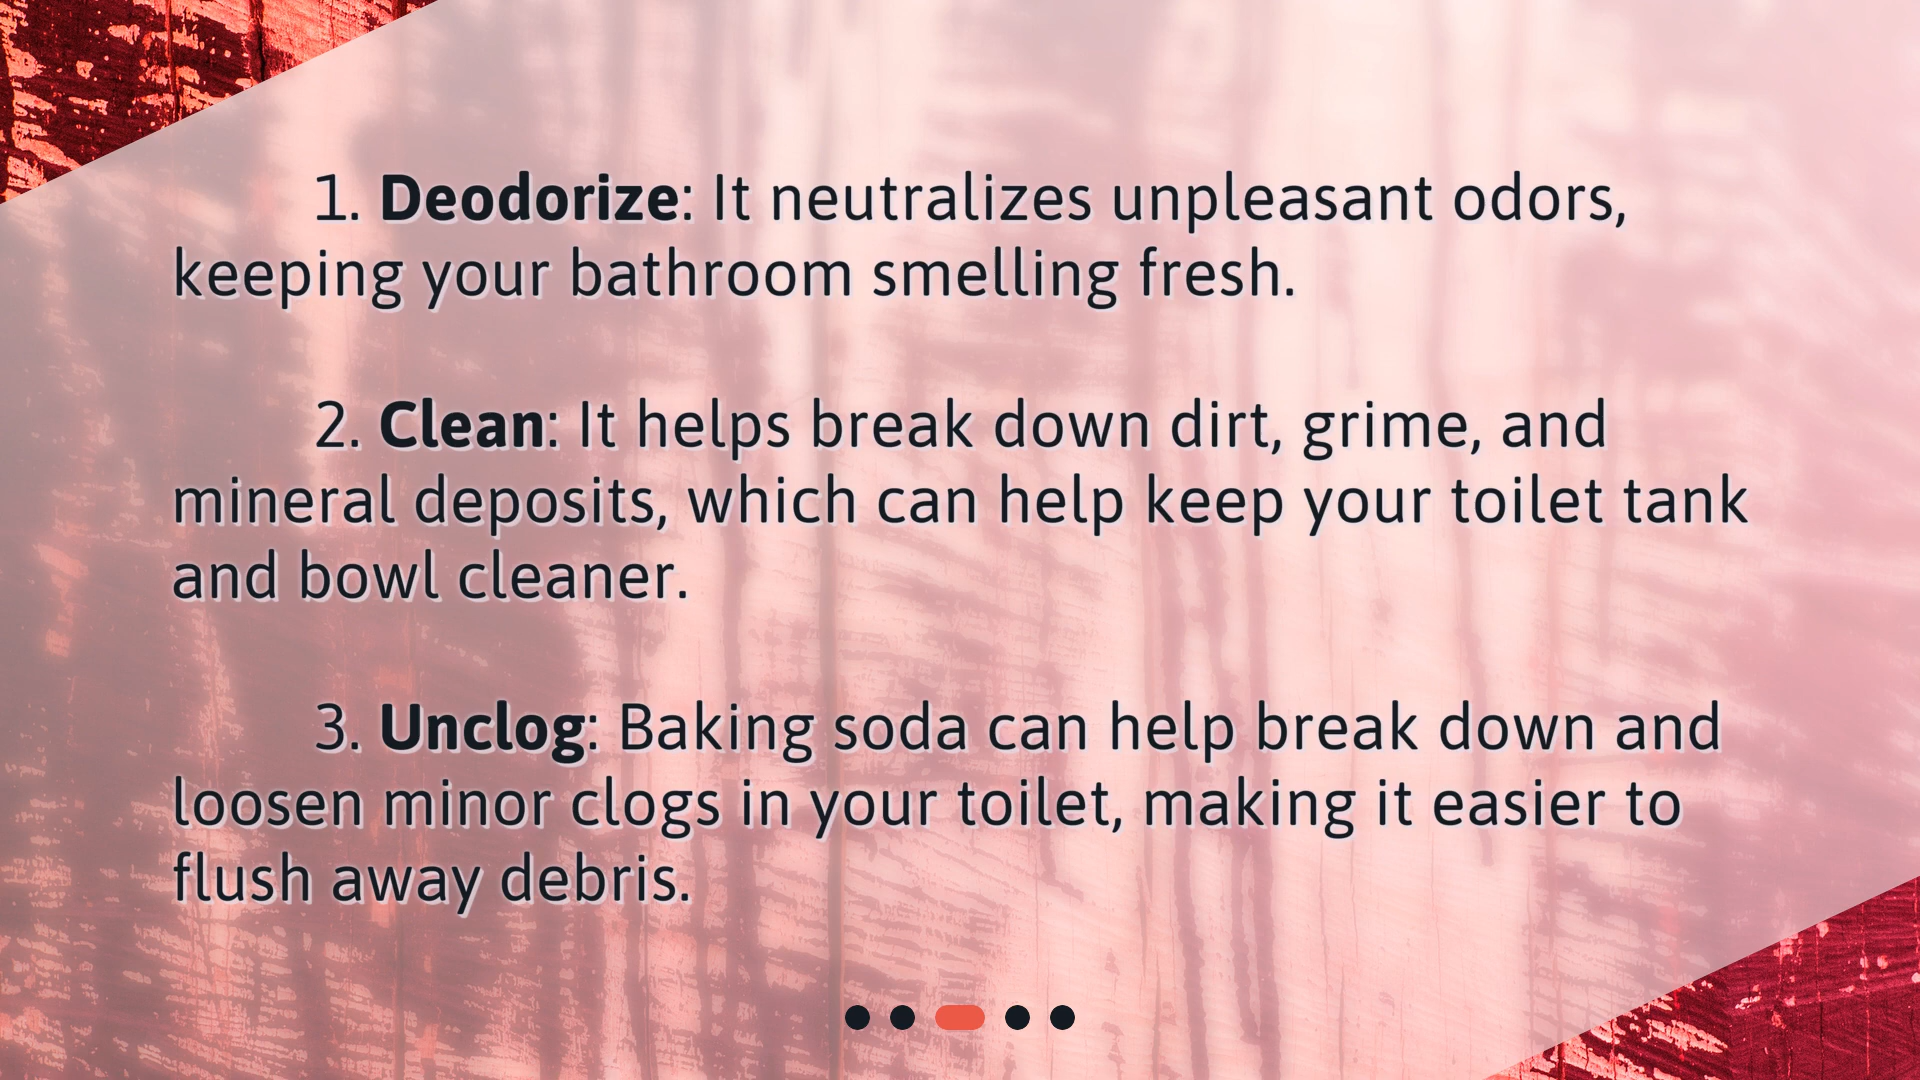 1. Deodorize: It neutralizes unpleasant odors,
keeping your bathroom smelling fresh.
2. Clean: It helps break down dirt, grime, and
mineral deposits, which can help keep your toilet tank
and bowl cleaner.
3. Unclog: Baking soda can help break down and
loosen minor clogs in your toilet, making it easier to
flush away debris.